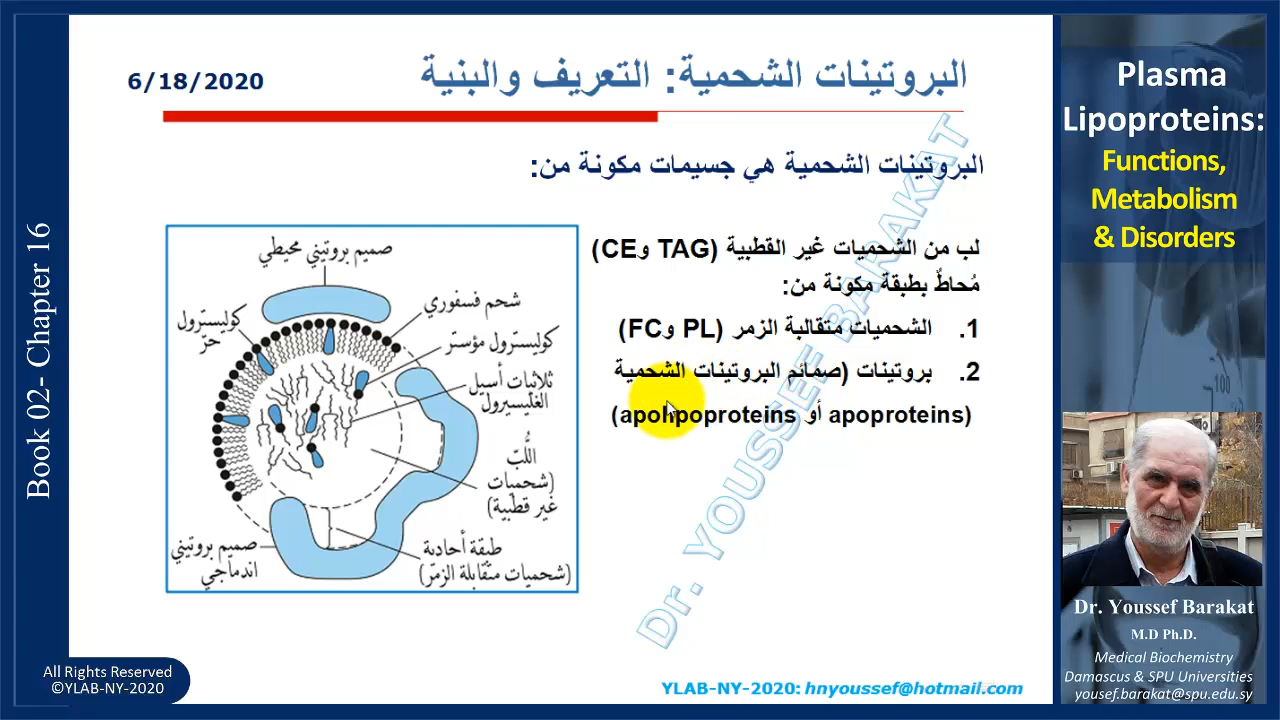 6/18/2020
البروتينات الشحمية: التعريف والبنية
البروتينات الشحمية هي جسيمات مكونة من:
لب من الشحميات غير القطبية (TAG وCE)
مُحاطٌ بطبقة مكونة من:
1. الشحميات متقالبة الزمر (PL وFC)
2. بروتينات (صمائم البروتينات الشحمية
(apoproteins أو apolipoproteins)
صميم بروتيني محيطي
شحم فسفوري
كوليسترول
حرّ
كوليسترول مؤستر
ثلاثيات أسيل
الغليسيرول
اللُّبّ
(شحميات
غير قطبية)
طبقة أحادية
(شحميات متقابلة الزمّر)
صميم بروتيني
اندماجي
Dr. YOUSSEF BARAKAT
YLAB-NY-2020: hnyoussef@hotmail.com
Book 02- Chapter 16
All Rights Reserved
©YLAB-NY-2020
Plasma
Lipoproteins:
Functions,
Metabolism
& Disorders
100
Dr. Youssef Barakat
M.D Ph.D.
Medical Biochemistry
Damascus & SPU Universities
yousef.barakat@spu.edu.sy